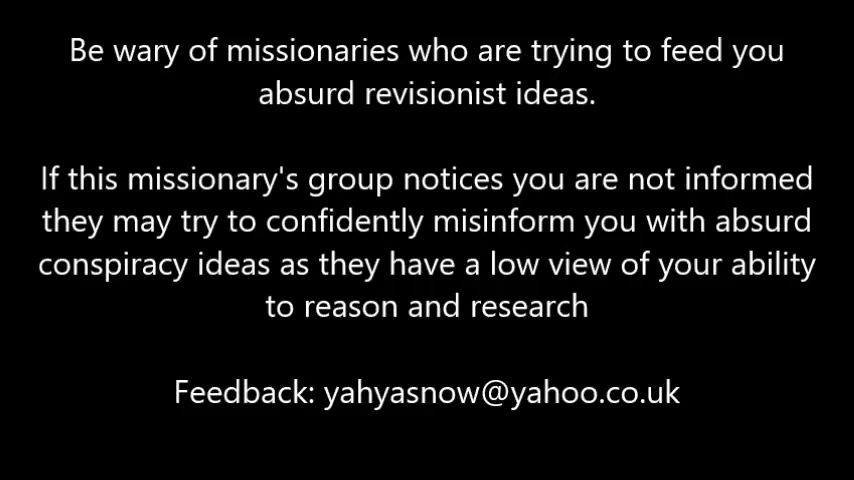 Be wary of missionaries who are trying to feed you
absurd revisionist ideas.
If this missionary's group notices you are not informed
they may try to confidently misinform you with absurd
conspiracy ideas as they have a low view of your ability
to reason and research
Feedback: yahyasnow@yahoo.co.uk